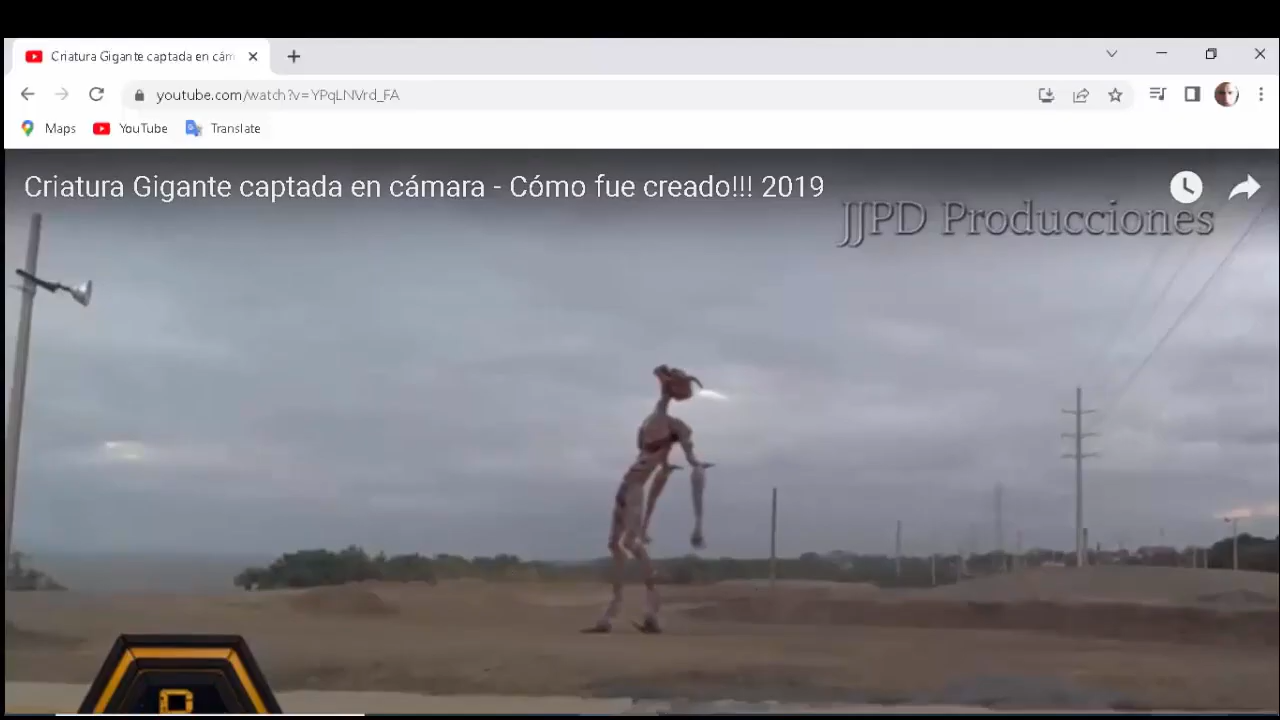 Criatura Gigante captada en cám
youtube.com/watch?v=YPqLNVrd_FA
Maps
YouTube
Translate
Criatura Gigante captada en cámara - Cómo fue creado!!! 2019
JJPD Producciones